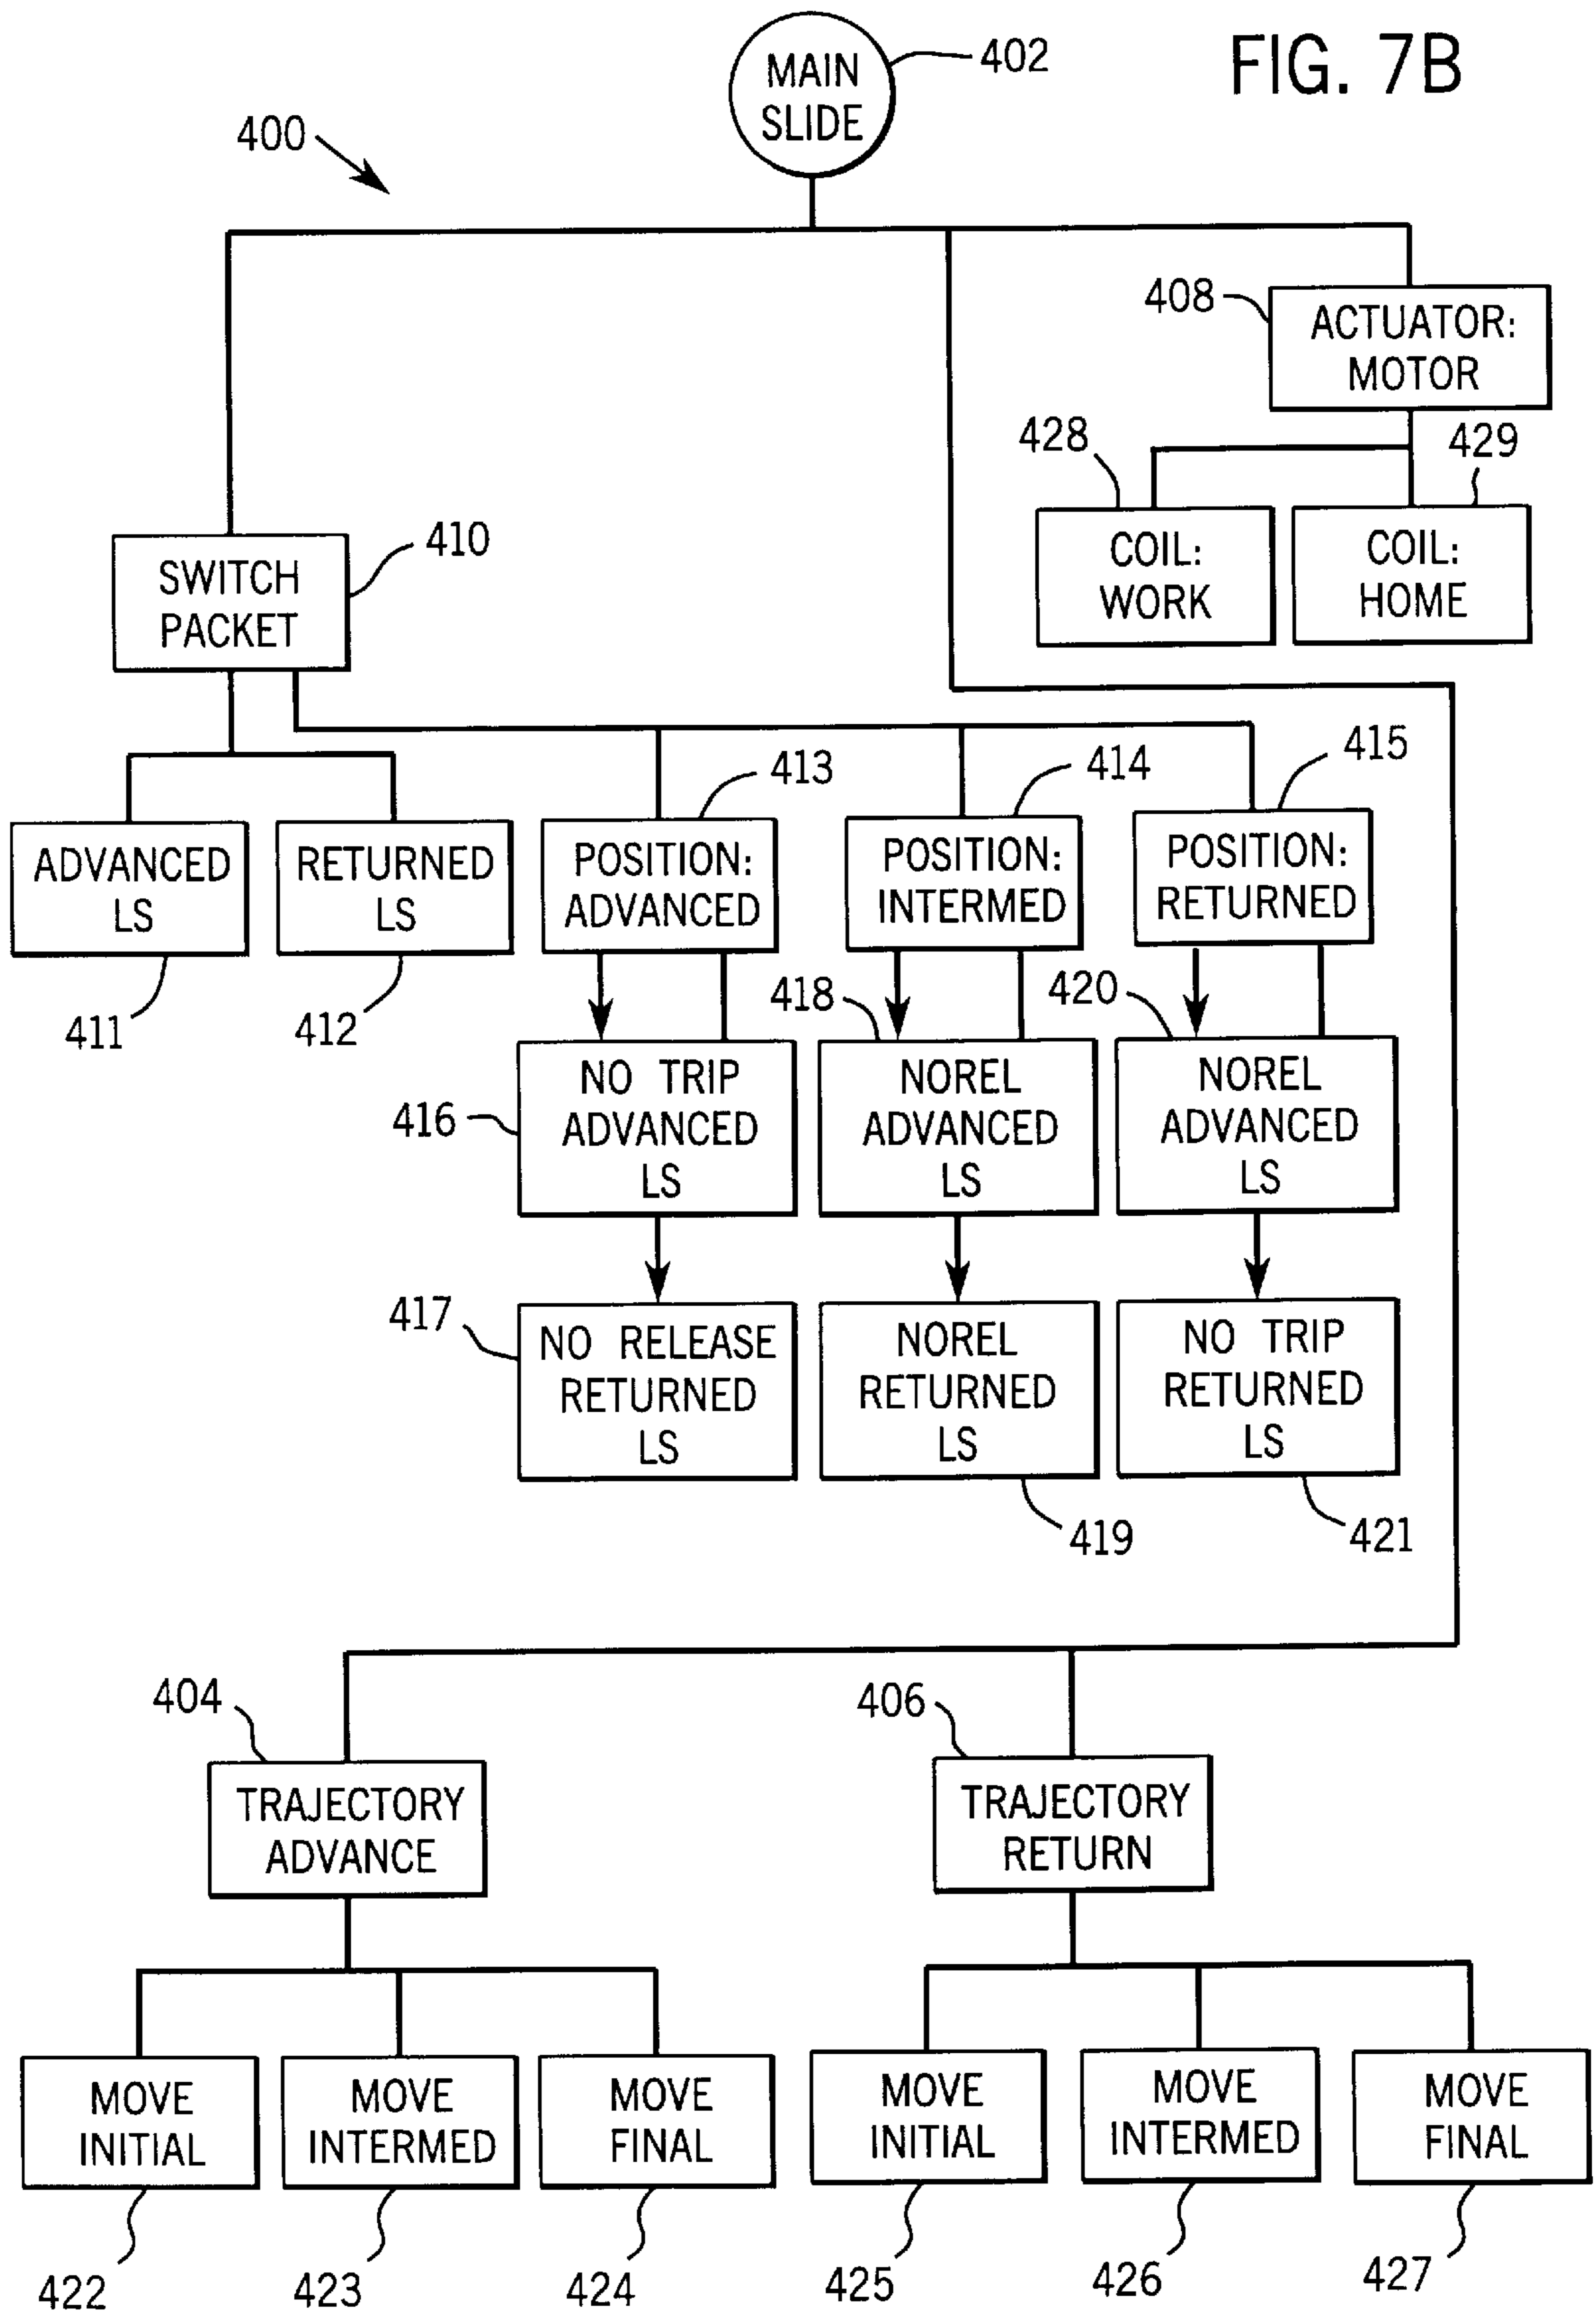 FIG. 7B
MAIN
SLIDE
402
400
408
ACTUATOR:
MOTOR
428
429
COIL:
WORK
COIL:
HOME
SWITCH
PACKET
410
413
414
415
ADVANCED
LS
RETURNED
LS
POSITION:
ADVANCED
POSITION:
INTERMED
POSITION:
RETURNED
411
412
418
420
416
NO TRIP
ADVANCED
LS
NOREL
ADVANCED
LS
NOREL
ADVANCED
LS
417
NO RELEASE
RETURNED
LS
NOREL
RETURNED
LS
NO TRIP
RETURNED
LS
419
421
404
406
TRAJECTORY
ADVANCE
TRAJECTORY
RETURN
MOVE
INITIAL
MOVE
INTERMED
MOVE
FINAL
MOVE
INITIAL
MOVE
INTERMED
MOVE
FINAL
422
423
424
425
426
427